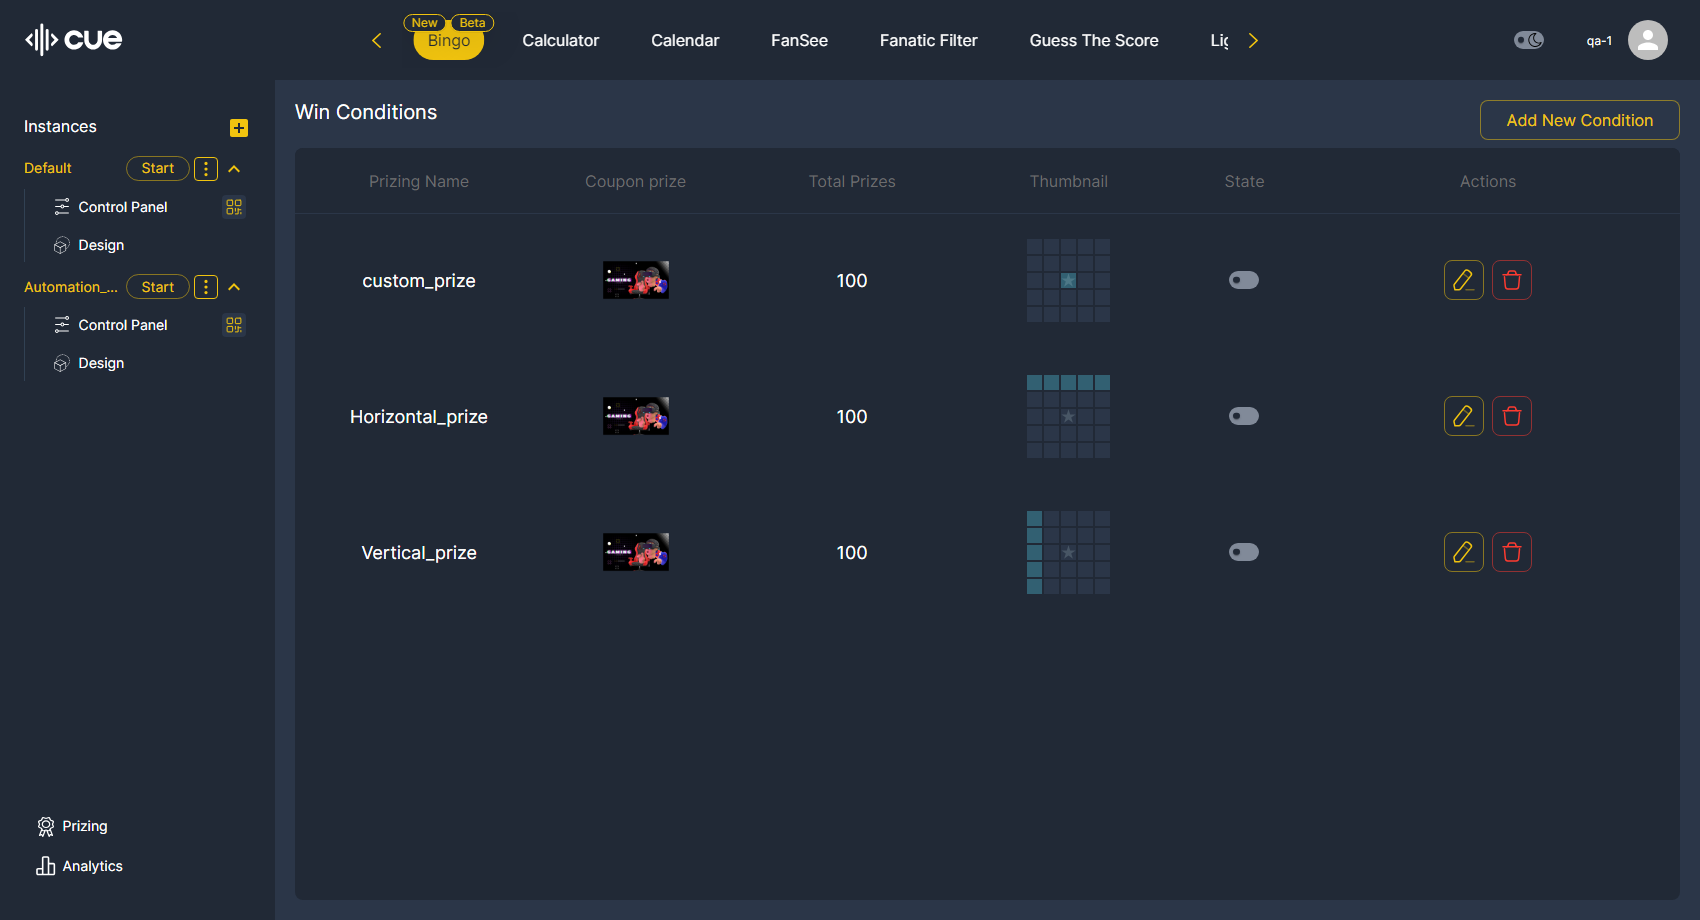 cue
New Beta
Bingo Calculator Calendar FanSee Fanatic Filter Guess The Score
qa-1
Instances
Default Start
Control Panel
Design
Automation_... Start
Control Panel
Design
Prizing
Analytics
Win Conditions
Add New Condition
Prizing Name Coupon prize Total Prizes Thumbnail State Actions
custom_prize GAMING 100
Horizontal_prize GAMING 100
Vertical_prize GAMING 100